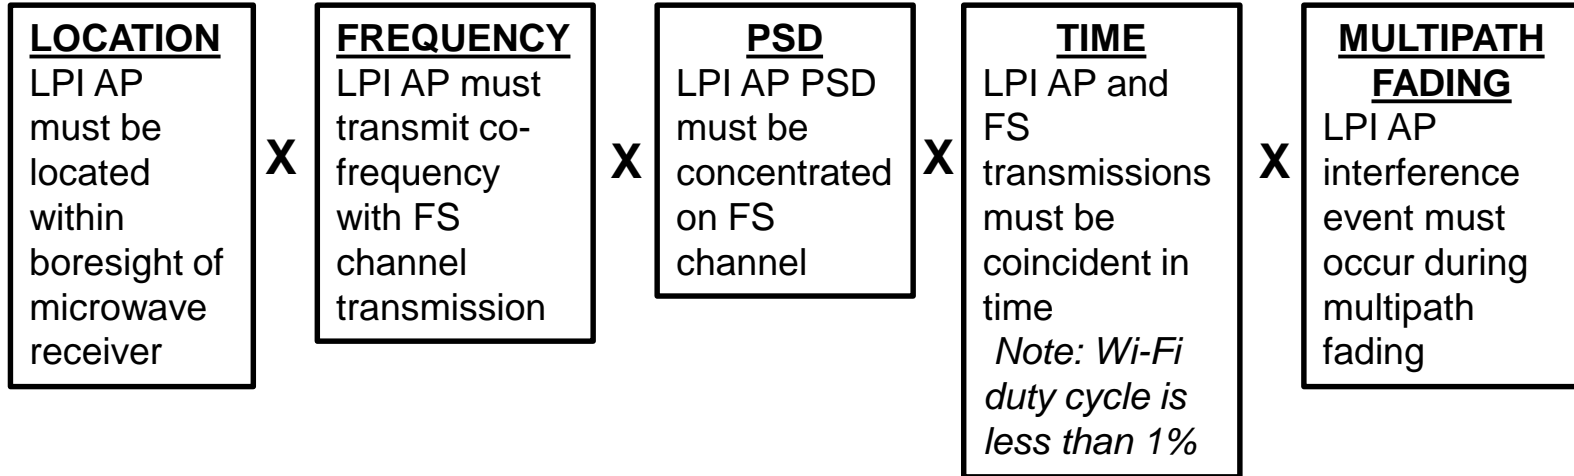 LOCATION
LPI AP
must be
located
within
boresight of
microwave
receiver
X
FREQUENCY
LPI AP must
transmit co-
frequency
with FS
channel
transmission
X
PSD
LPI AP PSD
must be
concentrated
on FS
channel
X
TIME
LPI AP and
FS
transmissions
must be
coincident in
time
Note: Wi-Fi
duty cycle is
less than 1%
X
MULTIPATH
FADING
LPI AP
interference
event must
occur during
multipath
fading